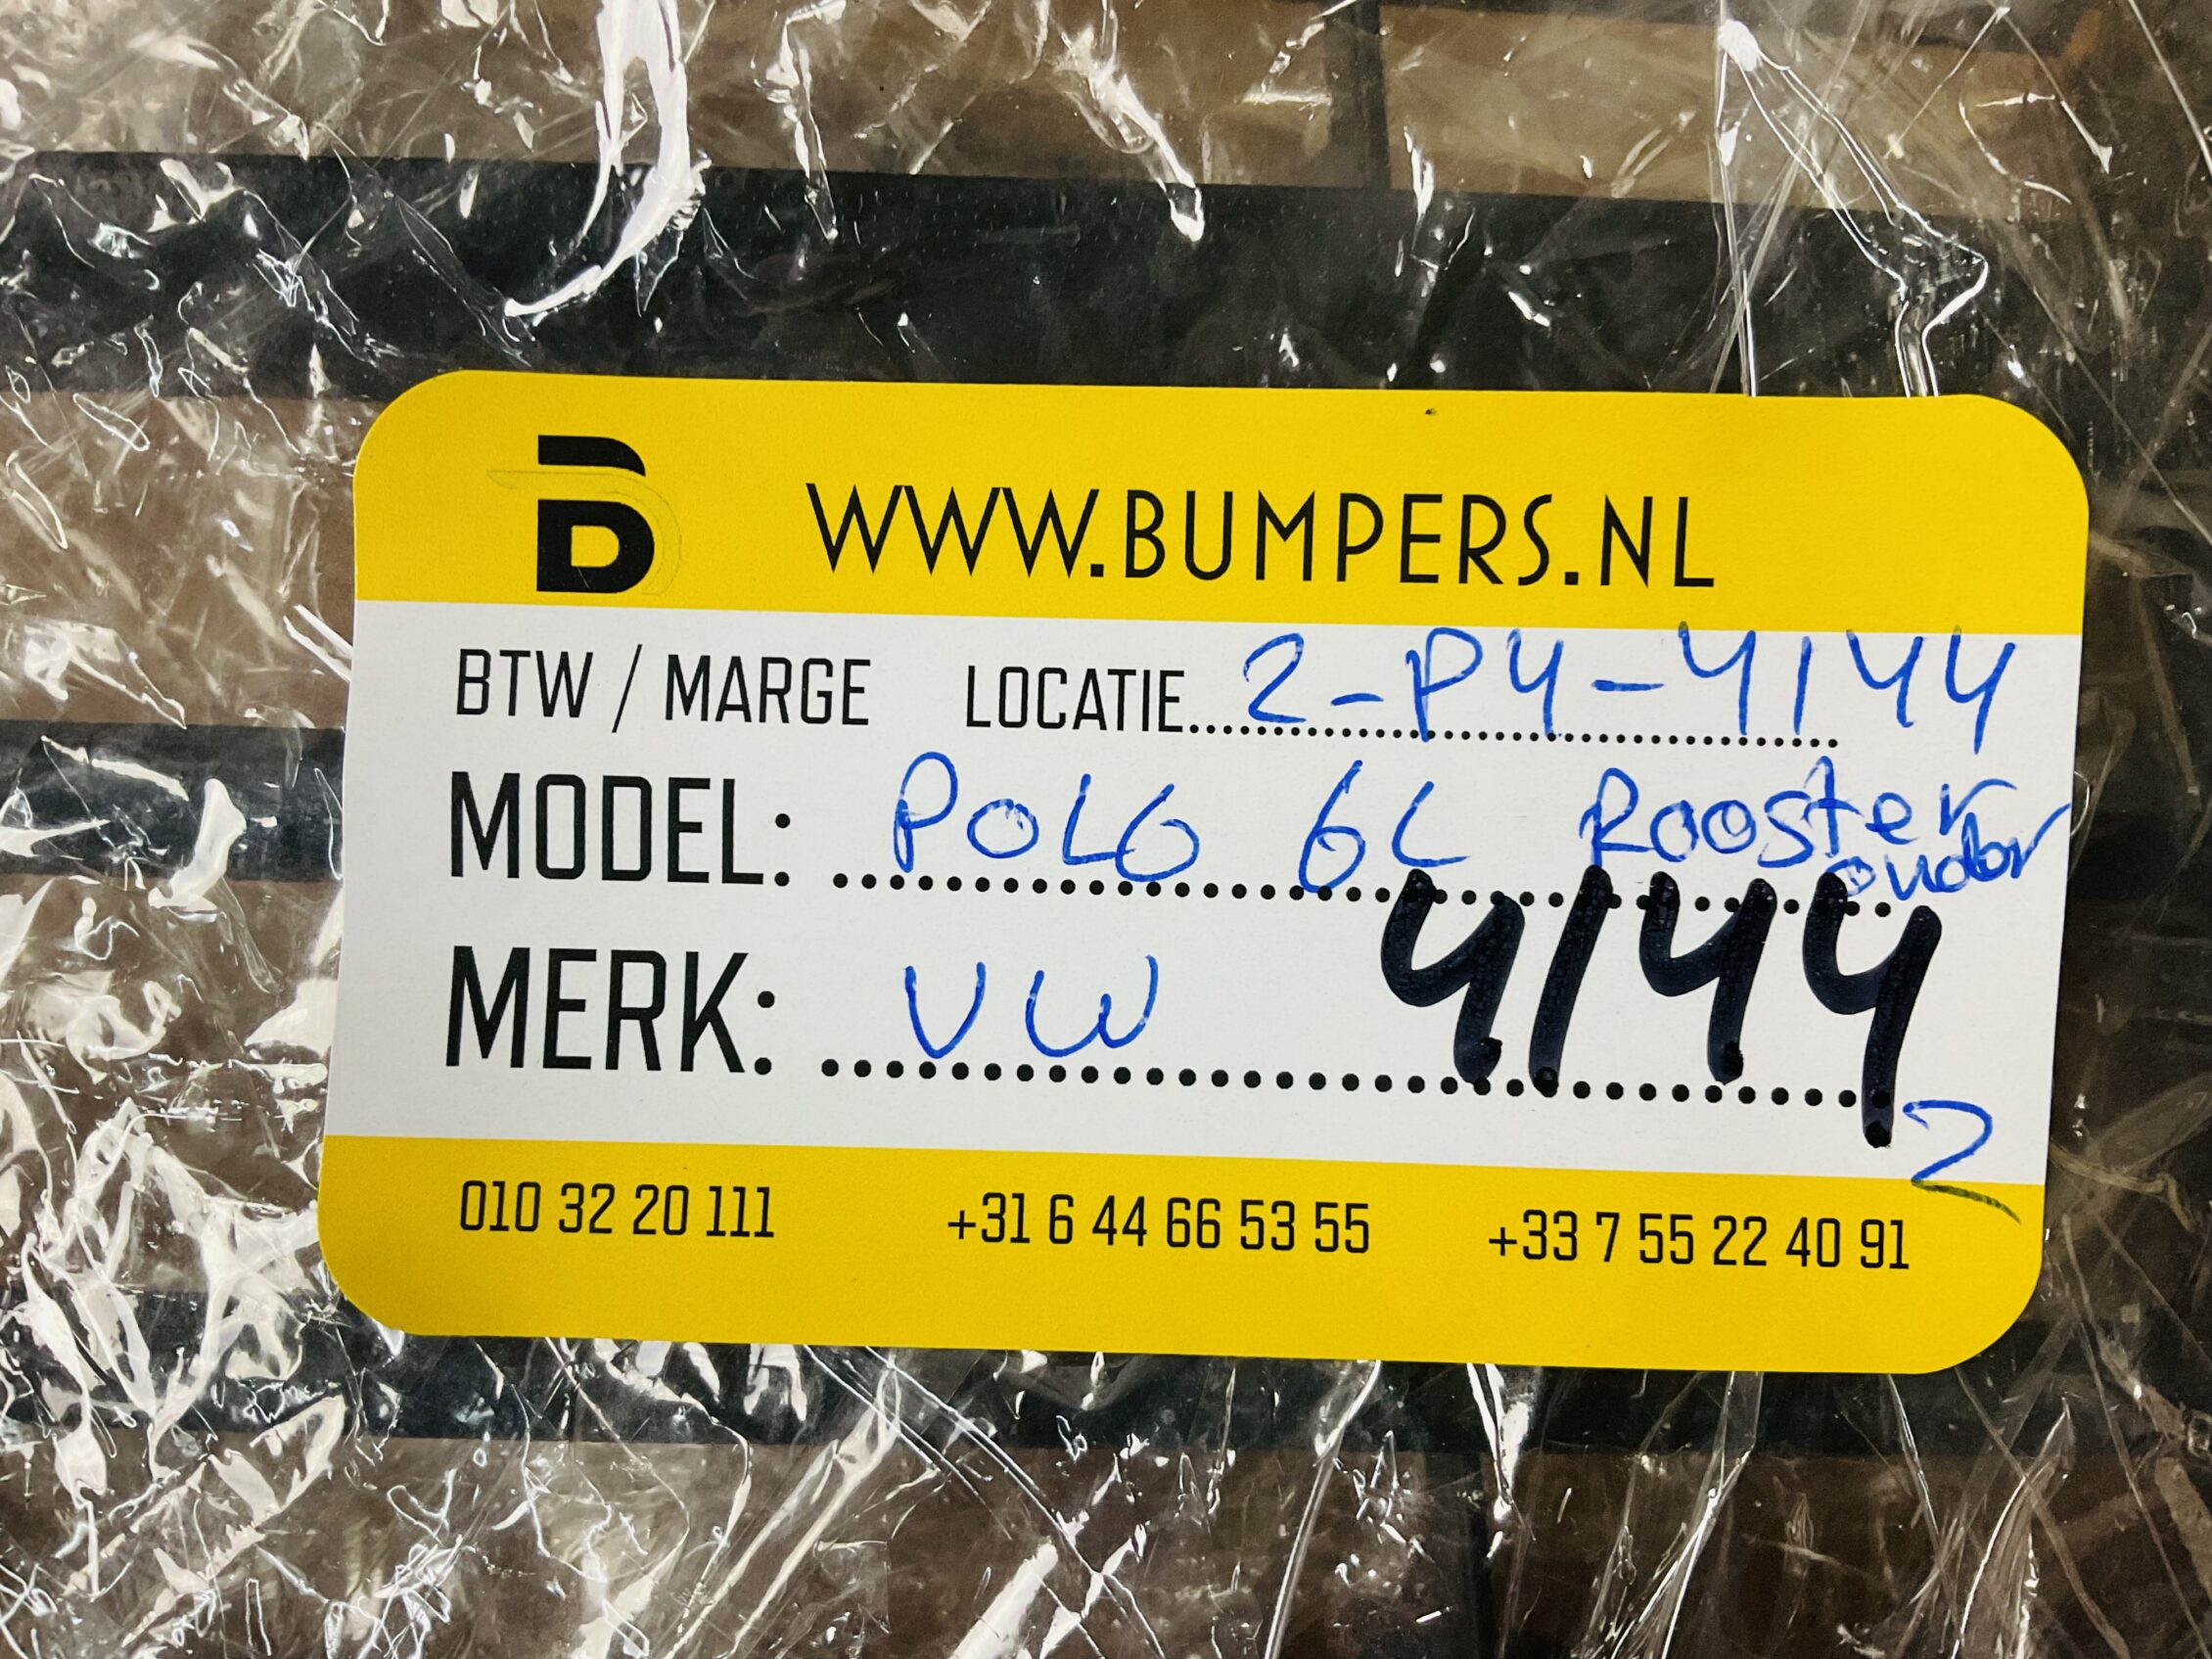 B WWW.BUMPERS.NL
BTW / MARGE LOCATIE 2-P4-4144
MODEL: POLO 6C Rooster
onder
MERK: VW 4144
2
010 32 20 111 +31 6 44 66 53 55 +33 7 55 22 40 91